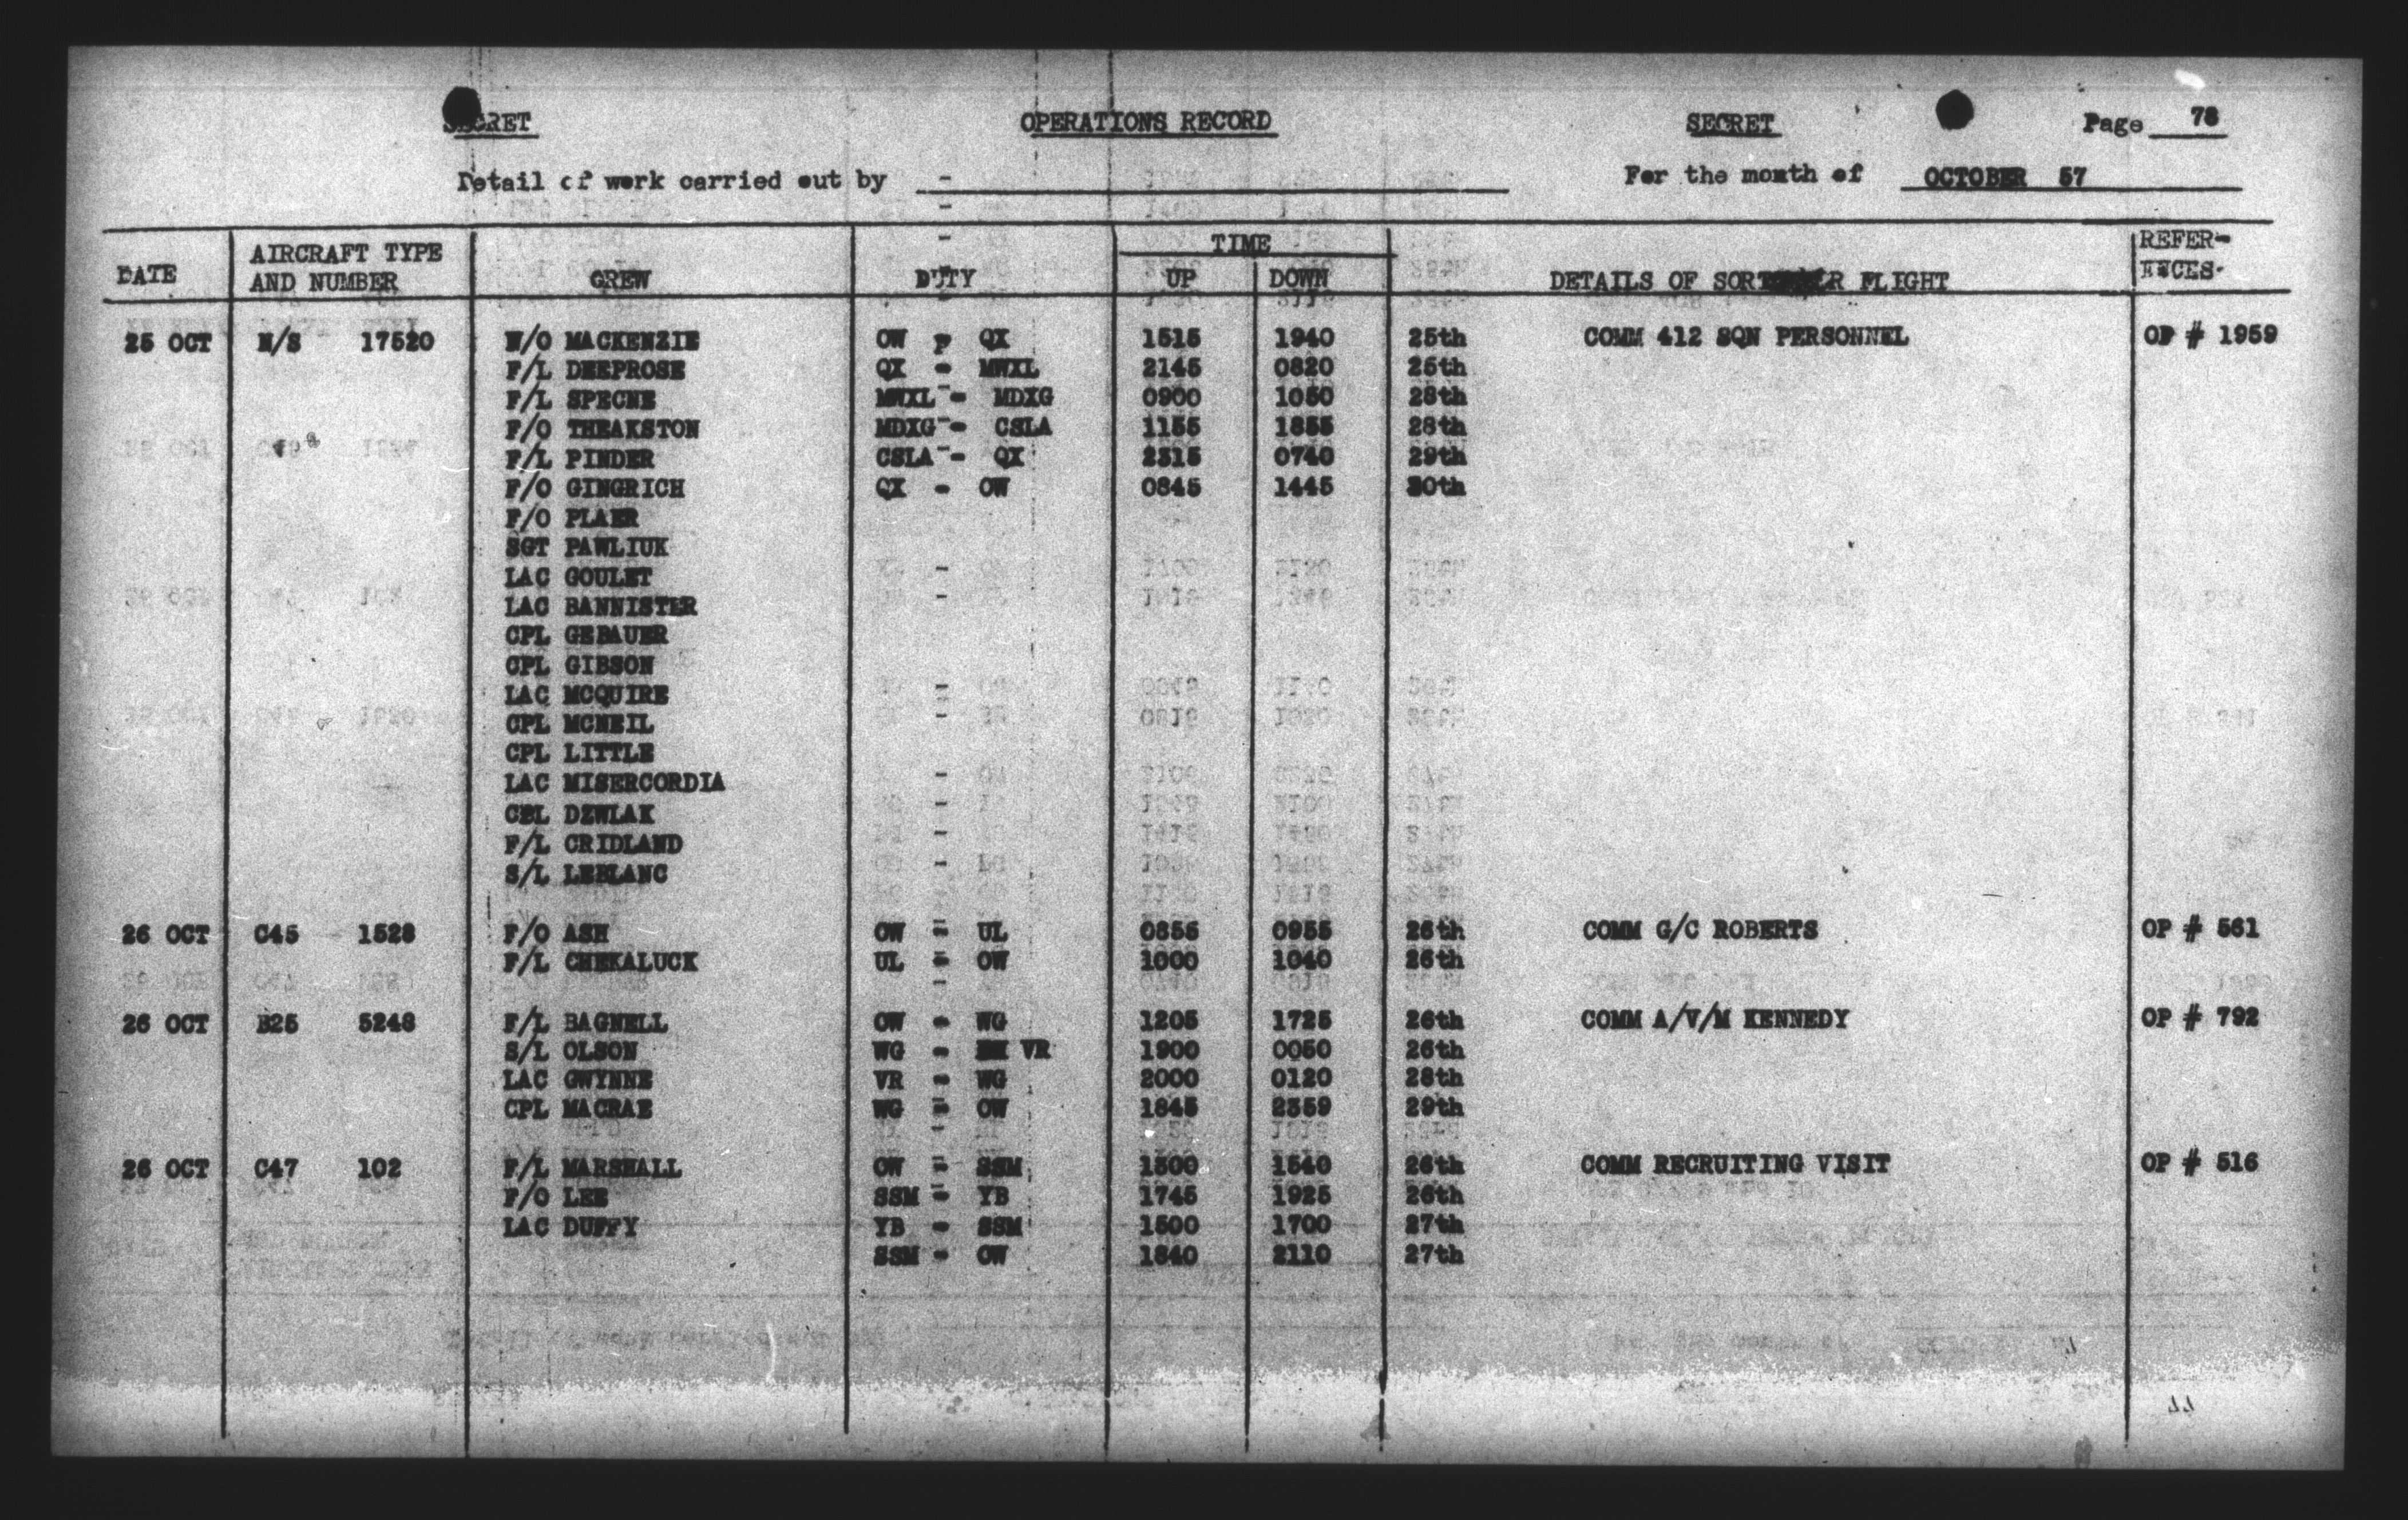 SECRET OPERATIONS RECORD SECRET Page 78
Detail of work carried out by - For the month of OCTOBER 57
DATE AIRCRAFT TYPE AND NUMBER CREW DUTY TIME UP DOWN DETAILS OF FLIGHT REFER-ENCES
25 OCT N/S 17520 F/O MACKENZIE OW - QX 1515 1940 25th COMM 412 SQN PERSONNEL OP # 1959
F/L DEEPROSE QX - MWXL 2145 0820 25th
F/L SPECNE MWXL - MDXG 0900 1050 28th
F/O THEAKSTON MDXG - CSLA 1155 1855 28th
F/L PINDER CSLA - QX 2315 0740 29th
F/O GINGRICH QX - OW 0845 1445 30th
F/O PLAER
SGT PAWLIUK
LAC GOULET
LAC BANNISTER
CPL GEBAUER
CPL GIBSON
LAC MCQUIRE
CPL MCNEIL
CPL LITTLE
LAC MISERCORDIA
CPL DZWLAK
F/L CRIDLAND
S/L LEBLANC
26 OCT C45 1528 F/O ASH OW - UL 0855 0955 26th COMM G/C ROBERTS OP # 561
F/L CHEKALUCK UL - OW 1000 1040 26th
26 OCT B25 5248 F/L BAGNELL OW - WG 1205 1725 26th COMM A/V/M KENNEDY OP # 792
S/L OLSON WG - VR 1900 0050 26th
LAC GWYNNE VR - WG 2000 0120 28th
CPL MACRAE WG - OW 1845 2359 29th
26 OCT C47 102 F/L MARSHALL OW - SSM 1300 1540 26th COMM RECRUITING VISIT OP # 516
F/O LEE SSM - YB 1745 1925 26th
LAC DUFFY YB - SSM 1500 1700 27th
SSM - OW 1840 2110 27th